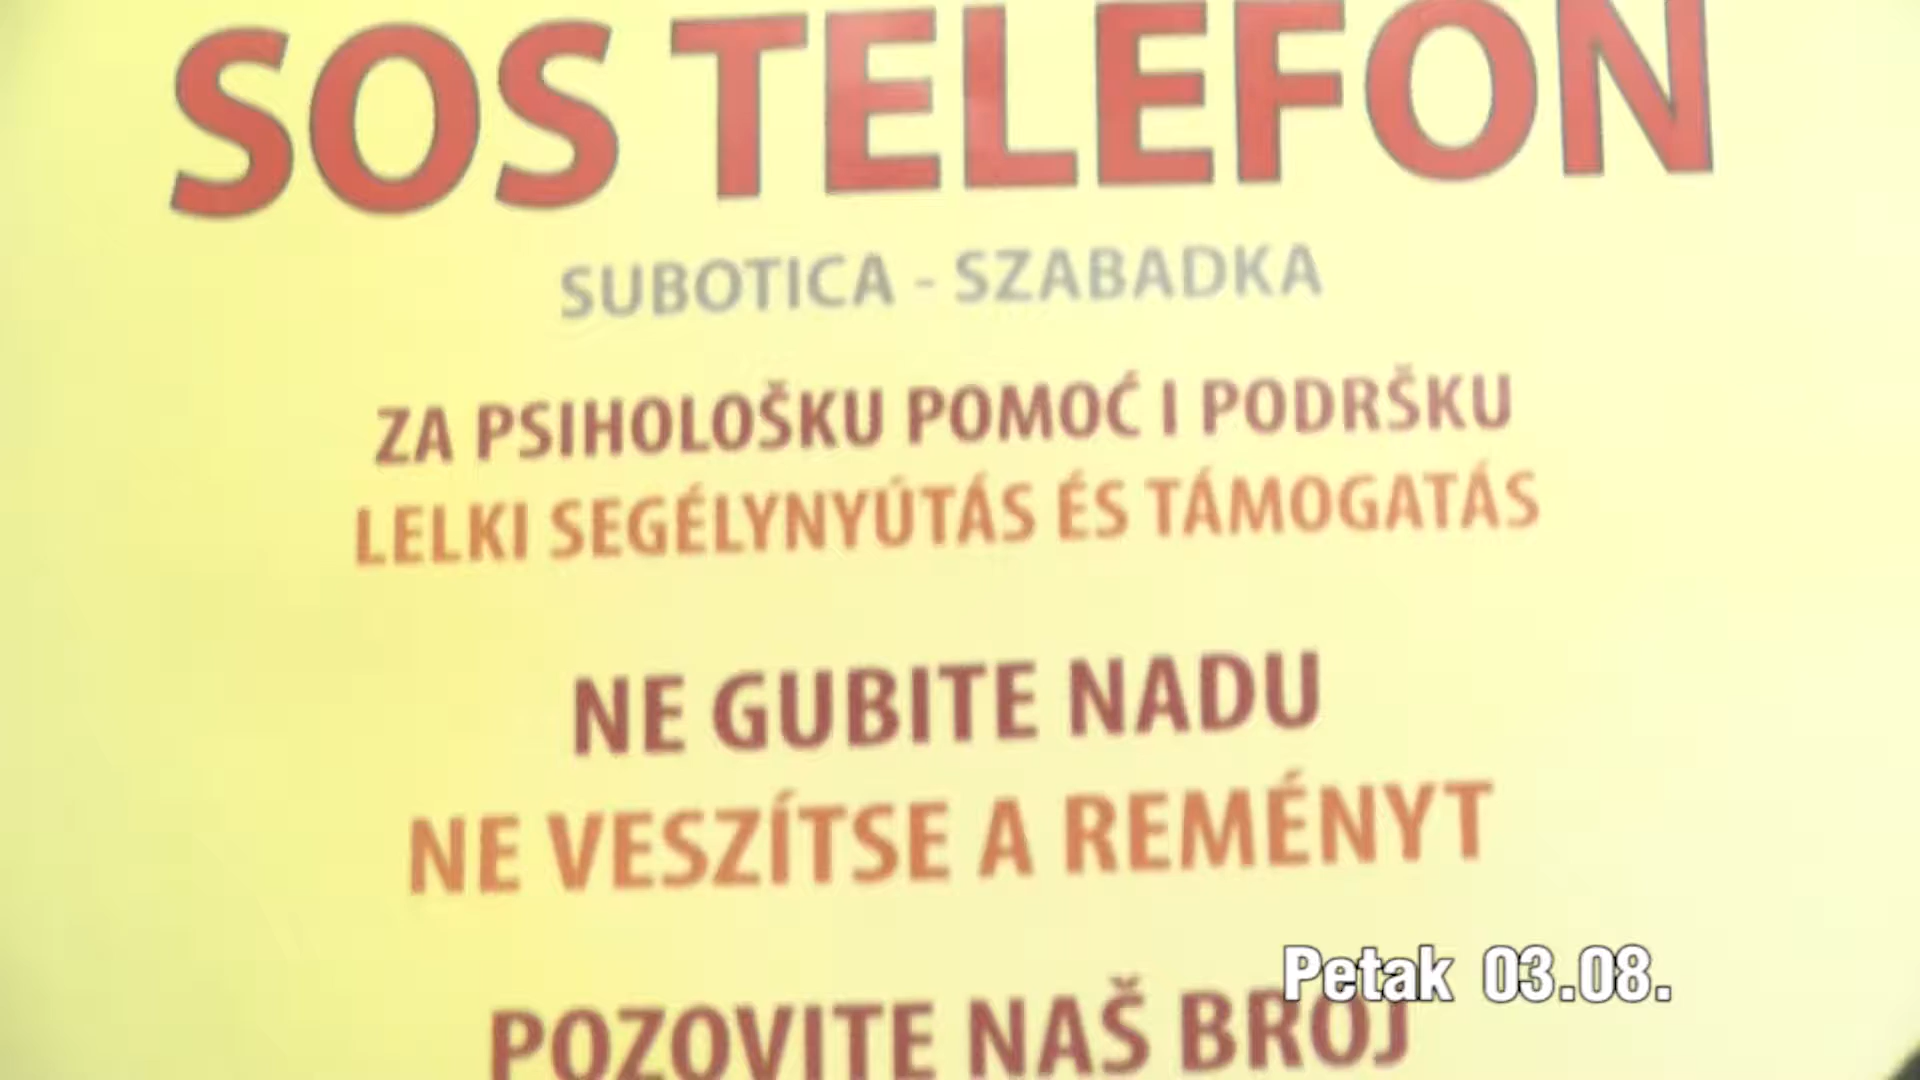 SOS TELEFON
SUBOTICA - SZABADKA
ZA PSIHOLOŠKU POMOĆ I PODRŠKU
LELKI SEGÉLYNYÚTÁS ÉS TÁMOGATÁS
NE GUBITE NADU
NE VESZÍTSE A REMÉNYT
Petak 03.08.
POZOVITE NAŠ BROJ